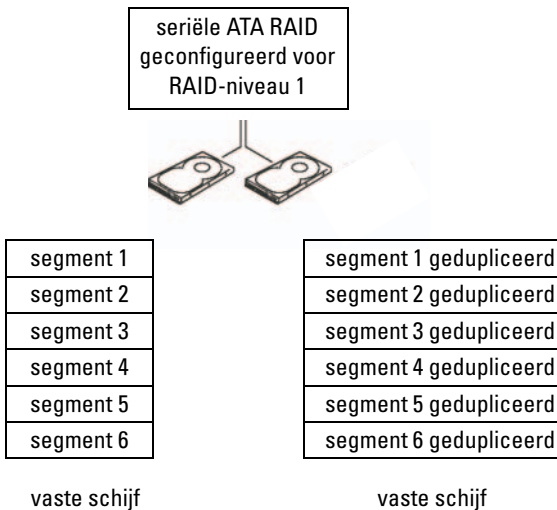 seriële ATA RAID
geconfigureerd voor
RAID-niveau 1
segment 1
segment 2
segment 3
segment 4
segment 5
segment 6
segment 1 gedupliceerd
segment 2 gedupliceerd
segment 3 gedupliceerd
segment 4 gedupliceerd
segment 5 gedupliceerd
segment 6 gedupliceerd
vaste schijf
vaste schijf